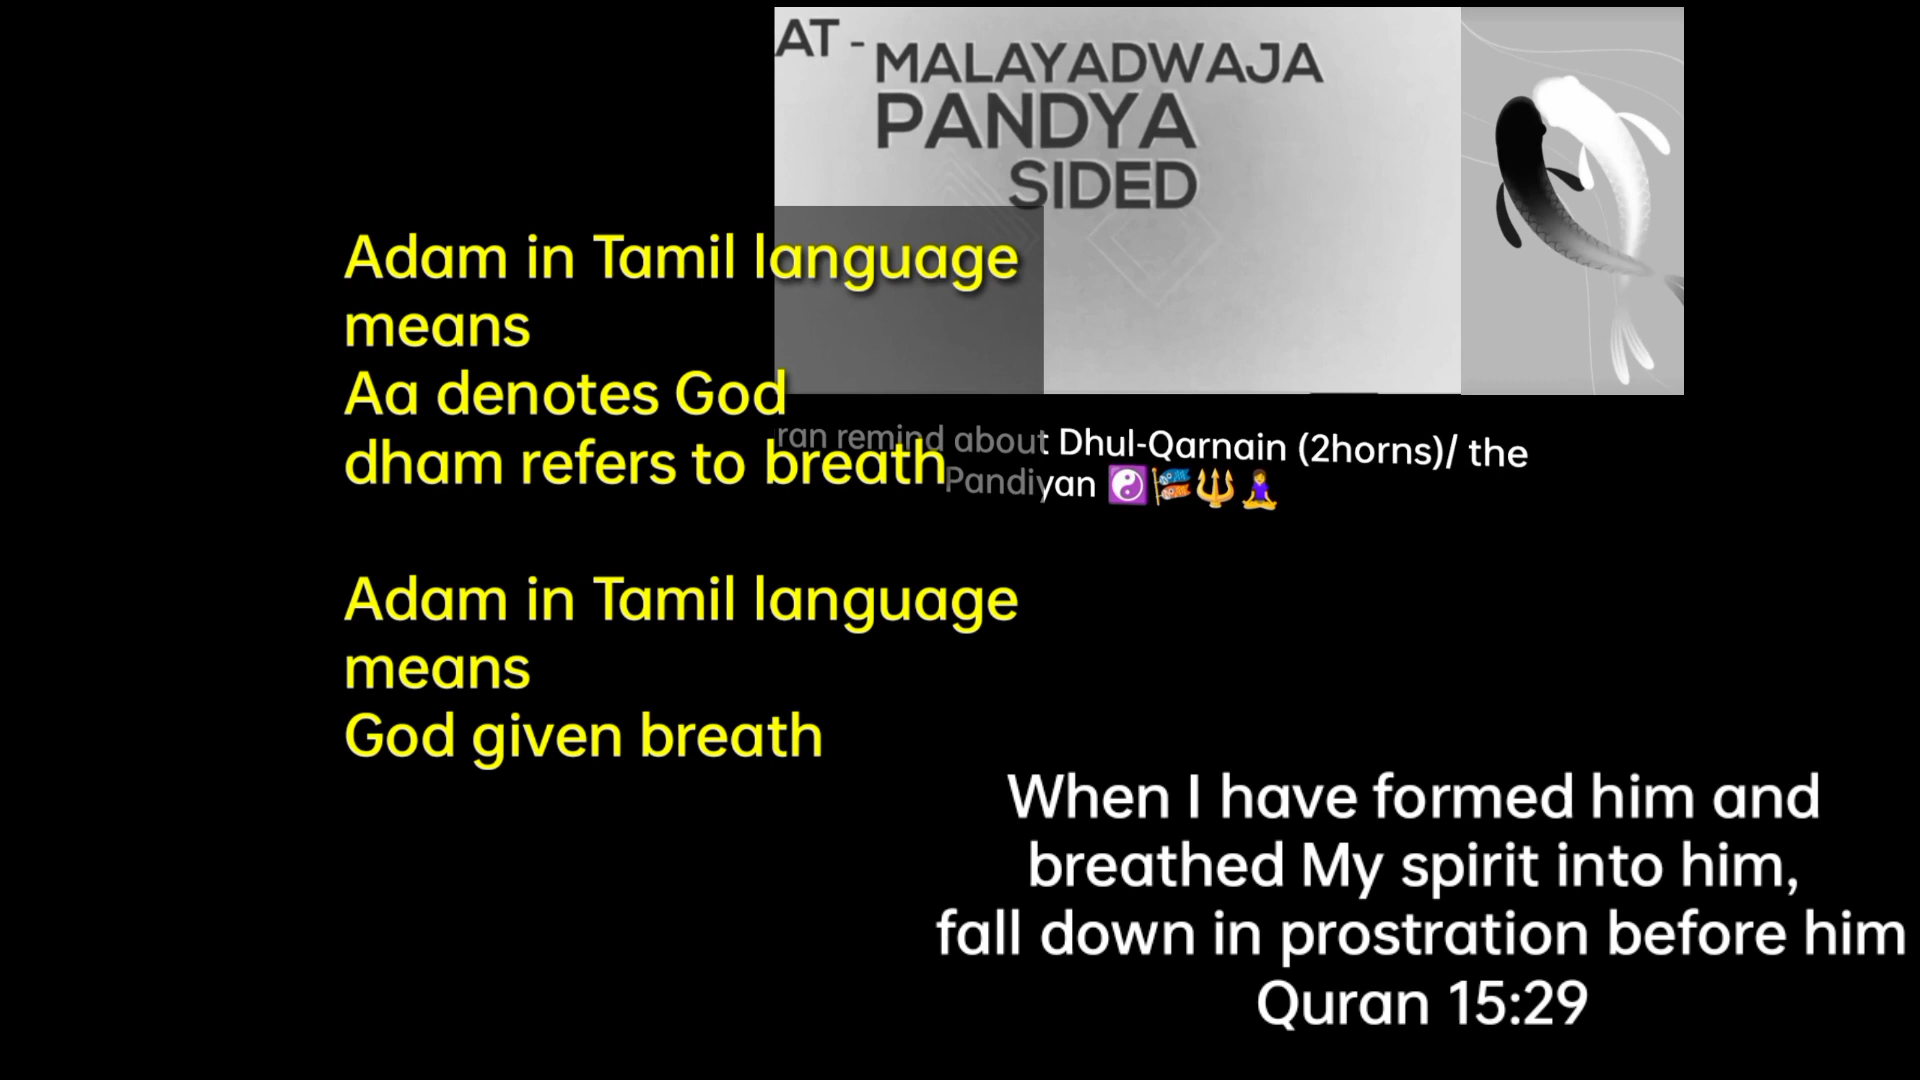 AT - MALAYADWAJA
PANDYA
SIDED
Adam in Tamil language
means
Aa denotes God
dham refers to breath
ran remind about Dhul-Qarnain (2horns)/ the
Pandiyan ☯️🎏🔱🧘‍♀️
Adam in Tamil language
means
God given breath
When I have formed him and
breathed My spirit into him,
fall down in prostration before him
Quran 15:29